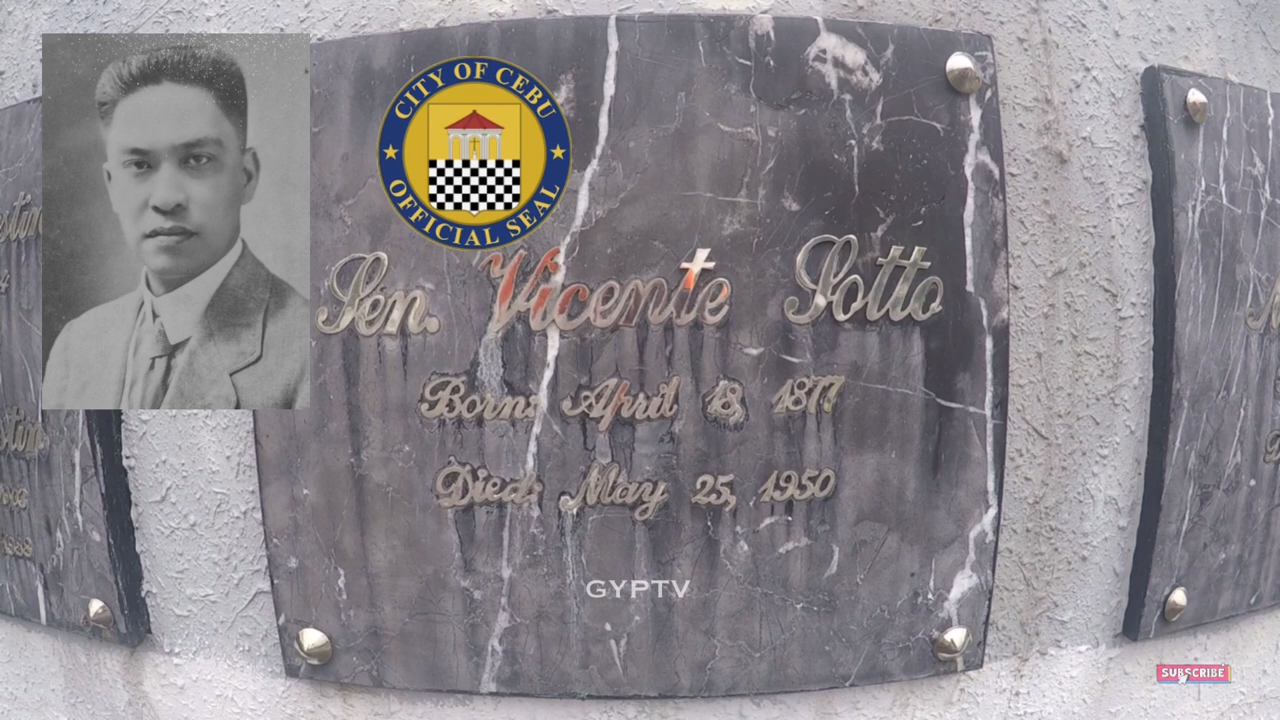 CITY OF CEBU
OFFICIAL SEAL
Sen. Vicente Sotto
Born: April 18, 1877
Died: May 25, 1950
GYPTV
SUBSCRIBE